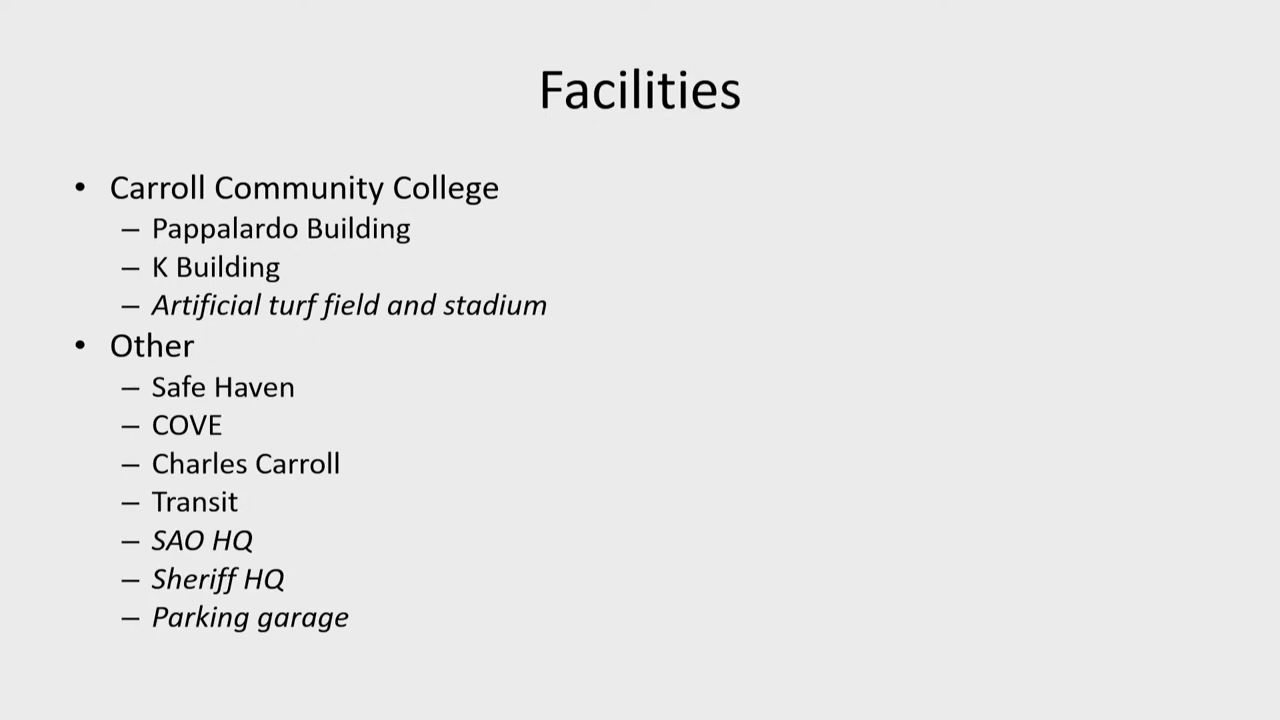 Facilities
• Carroll Community College
– Pappalardo Building
– K Building
– Artificial turf field and stadium
• Other
– Safe Haven
– COVE
– Charles Carroll
– Transit
– SAO HQ
– Sheriff HQ
– Parking garage